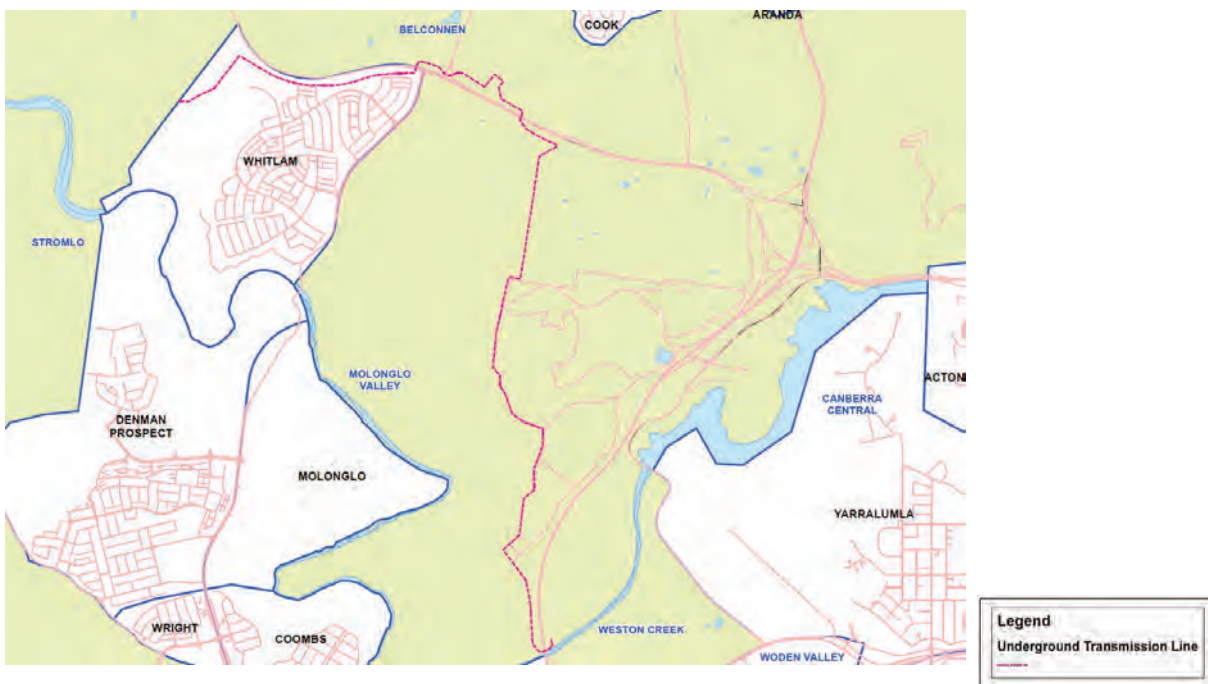 ARANDA
COOK
BELCONNEN
WHITLAM
STROMLO
MOLONGLO
VALLEY
ACTON
CANBERRA
CENTRAL
DENMAN
PROSPECT
MOLONGLO
YARRALUMLA
WRIGHT
COOMBS
WESTON CREEK
WODEN VALLEY
Legend
Underground Transmission Line